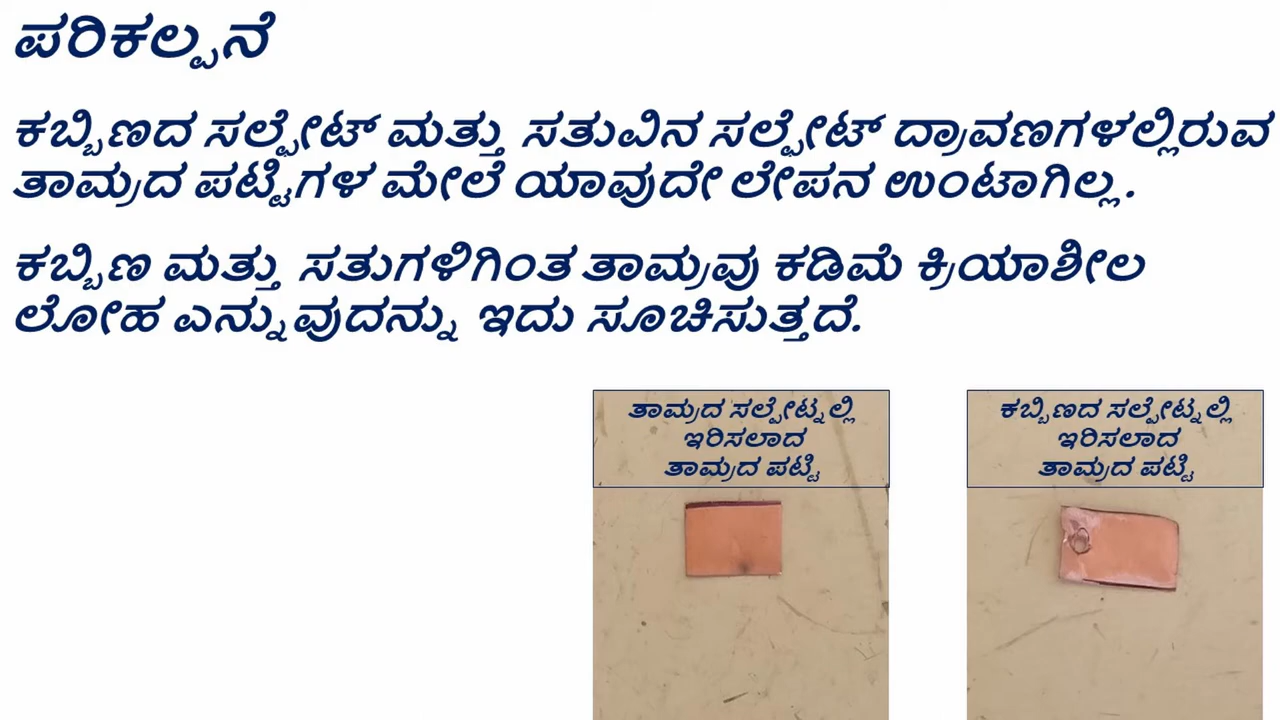 ಪರಿಕಲ್ಪನೆ
ಕಬ್ಬಿಣದ ಸಲ್ಫೇಟ್ ಮತ್ತು ಸತುವಿನ ಸಲ್ಫೇಟ್ ದ್ರಾವಣಗಳಲ್ಲಿರುವ
ತಾಮ್ರದ ಪಟ್ಟಿಗಳ ಮೇಲೆ ಯಾವುದೇ ಲೇಪನ ಉಂಟಾಗಿಲ್ಲ.
ಕಬ್ಬಿಣ ಮತ್ತು ಸತುಗಳಿಗಿಂತ ತಾಮ್ರವು ಕಡಿಮೆ ಕ್ರಿಯಾಶೀಲ
ಲೋಹ ಎನ್ನುವುದನ್ನು ಇದು ಸೂಚಿಸುತ್ತದೆ.
ತಾಮ್ರದ ಸಲ್ಫೇಟ್ನಲ್ಲಿ
ಇರಿಸಲಾದ
ತಾಮ್ರದ ಪಟ್ಟಿ
ಕಬ್ಬಿಣದ ಸಲ್ಫೇಟ್ನಲ್ಲಿ
ಇರಿಸಲಾದ
ತಾಮ್ರದ ಪಟ್ಟಿ